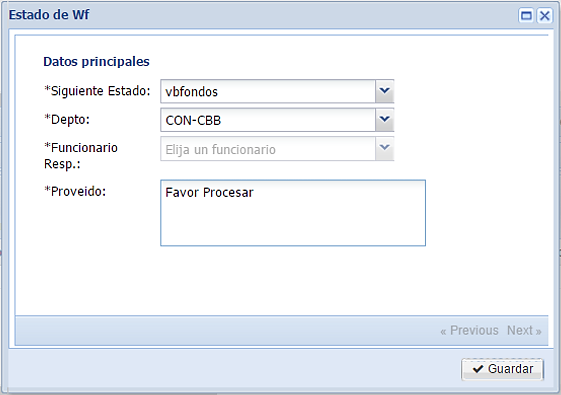 Estado de Wf
Datos principales
*Siguiente Estado: vbfondos
*Depto: CON-CBB
*Funcionario Resp.: Elija un funcionario
*Proveido: Favor Procesar
« Previous Next »
Guardar